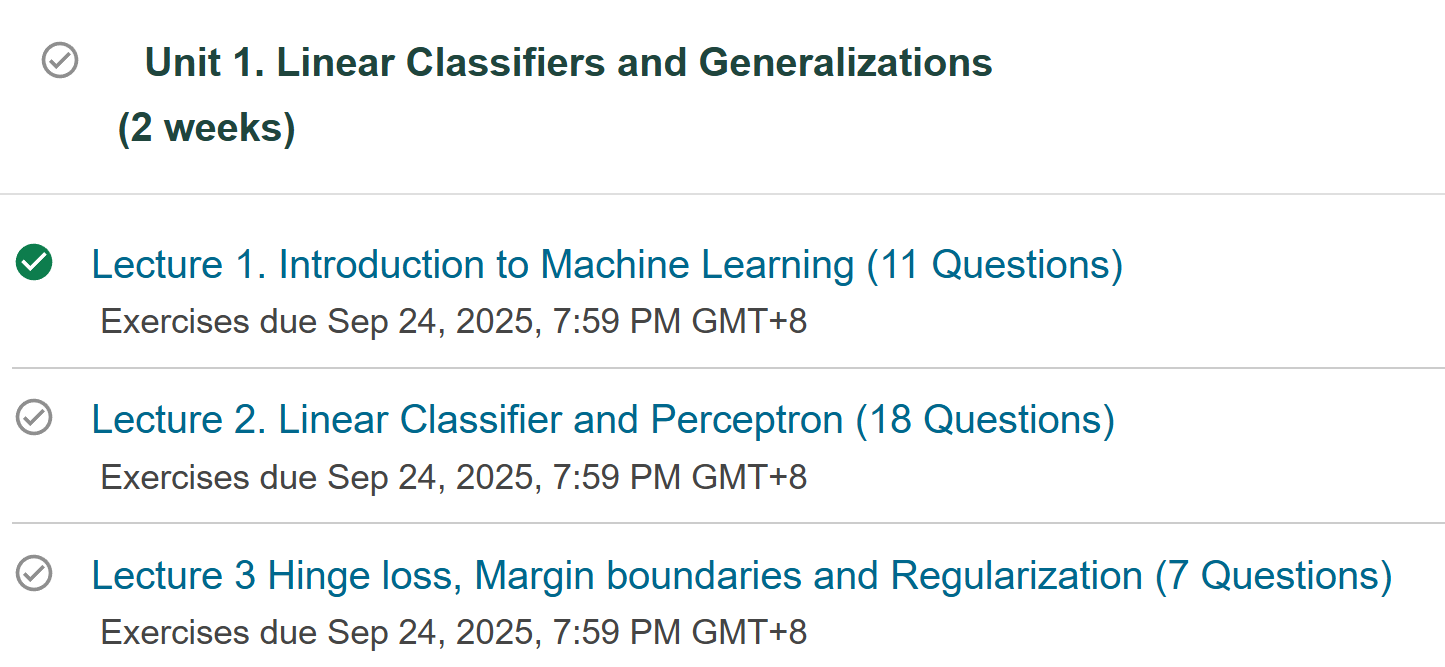 Unit 1. Linear Classifiers and Generalizations
(2 weeks)
Lecture 1. Introduction to Machine Learning (11 Questions)
Exercises due Sep 24, 2025, 7:59 PM GMT+8
Lecture 2. Linear Classifier and Perceptron (18 Questions)
Exercises due Sep 24, 2025, 7:59 PM GMT+8
Lecture 3 Hinge loss, Margin boundaries and Regularization (7 Questions)
Exercises due Sep 24, 2025, 7:59 PM GMT+8